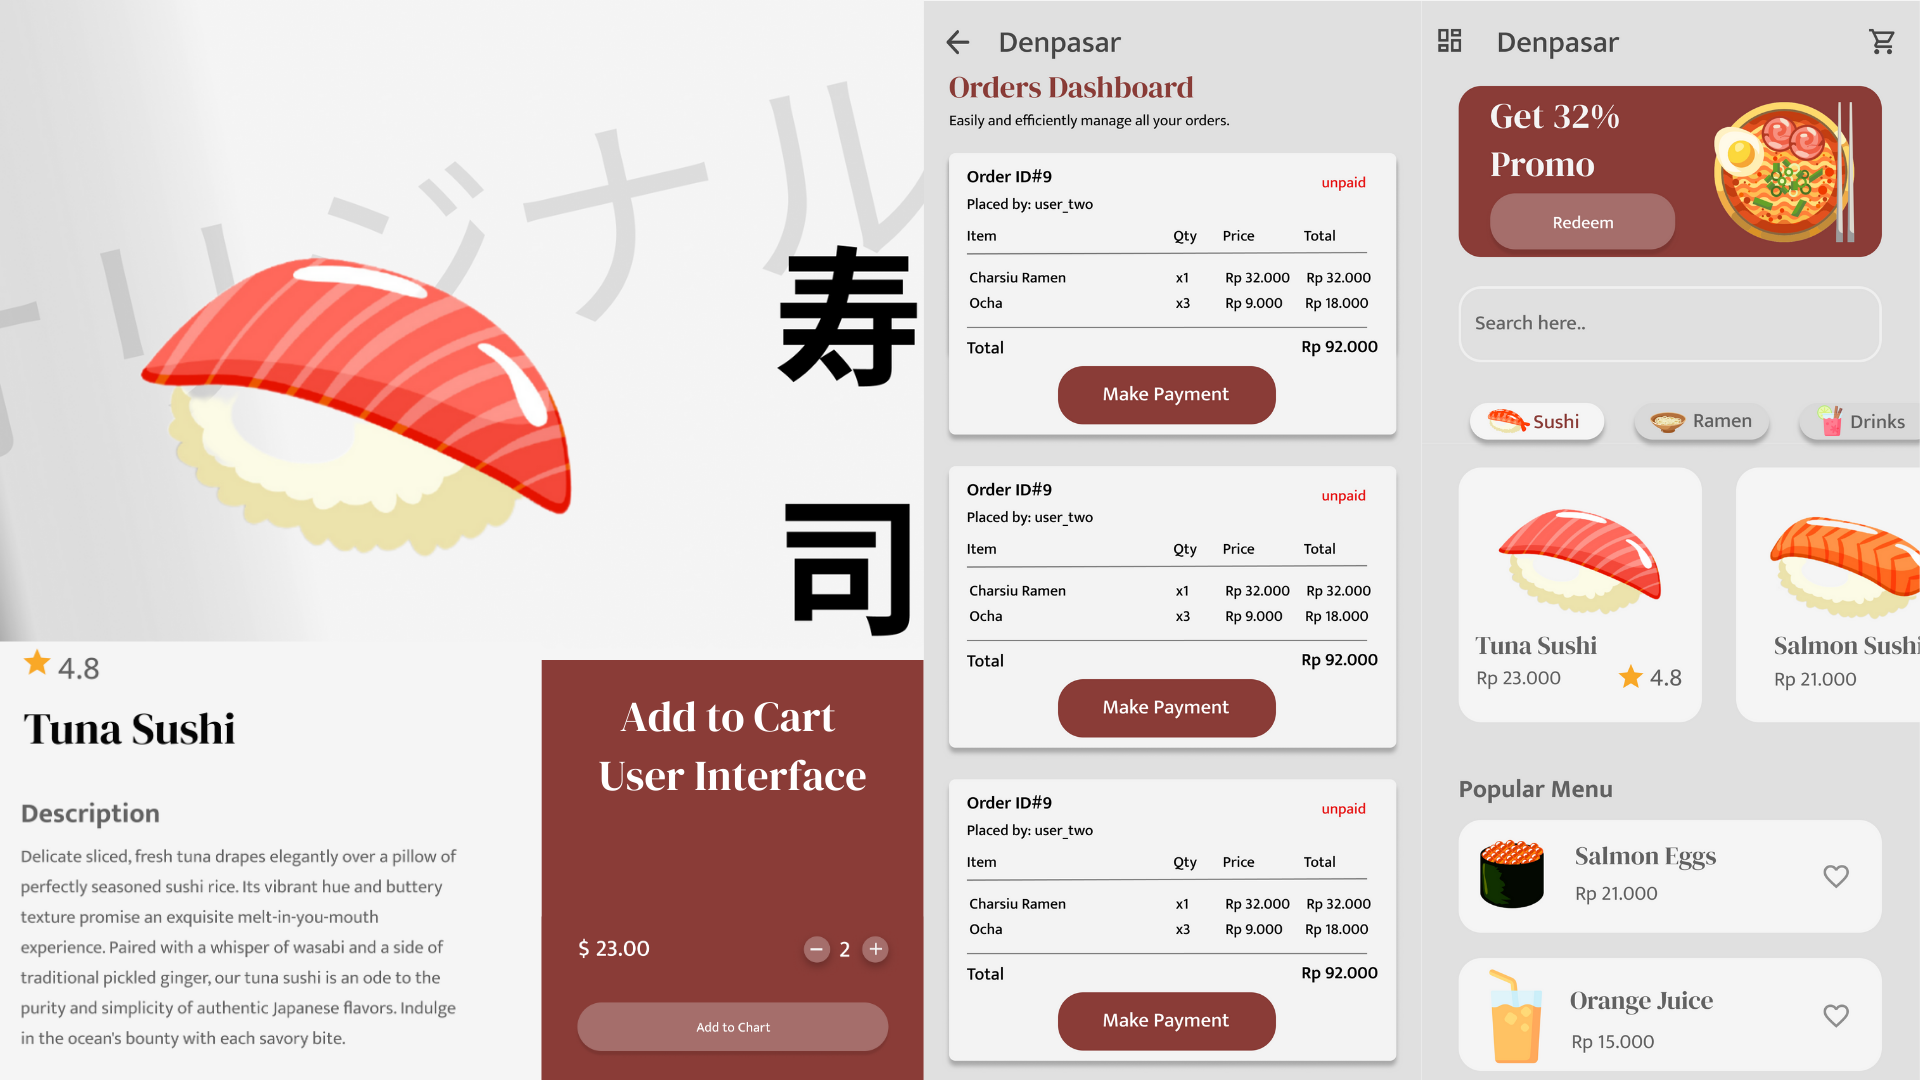 オリジナル
寿
司
4.8
Tuna Sushi
Description
Delicate sliced, fresh tuna drapes elegantly over a pillow of
perfectly seasoned sushi rice. Its vibrant hue and buttery
texture promise an exquisite melt-in-you-mouth
experience. Paired with a whisper of wasabi and a side of
traditional pickled ginger, our tuna sushi is an ode to the
purity and simplicity of authentic Japanese flavors. Indulge
in the ocean's bounty with each savory bite.
Add to Cart
User Interface
$ 23.00
2
Add to Chart
Denpasar
Orders Dashboard
Easily and efficiently manage all your orders.
Order ID#9
unpaid
Placed by: user_two
Item Qty Price Total
Charsiu Ramen x1 Rp 32.000 Rp 32.000
Ocha x3 Rp 9.000 Rp 18.000
Total Rp 92.000
Make Payment
Order ID#9
unpaid
Placed by: user_two
Item Qty Price Total
Charsiu Ramen x1 Rp 32.000 Rp 32.000
Ocha x3 Rp 9.000 Rp 18.000
Total Rp 92.000
Make Payment
Order ID#9
unpaid
Placed by: user_two
Item Qty Price Total
Charsiu Ramen x1 Rp 32.000 Rp 32.000
Ocha x3 Rp 9.000 Rp 18.000
Total Rp 92.000
Make Payment
Denpasar
Get 32%
Promo
Redeem
Search here..
Sushi
Ramen
Drinks
Tuna Sushi
Rp 23.000
4.8
Salmon Sushi
Rp 21.000
Popular Menu
Salmon Eggs
Rp 21.000
Orange Juice
Rp 15.000